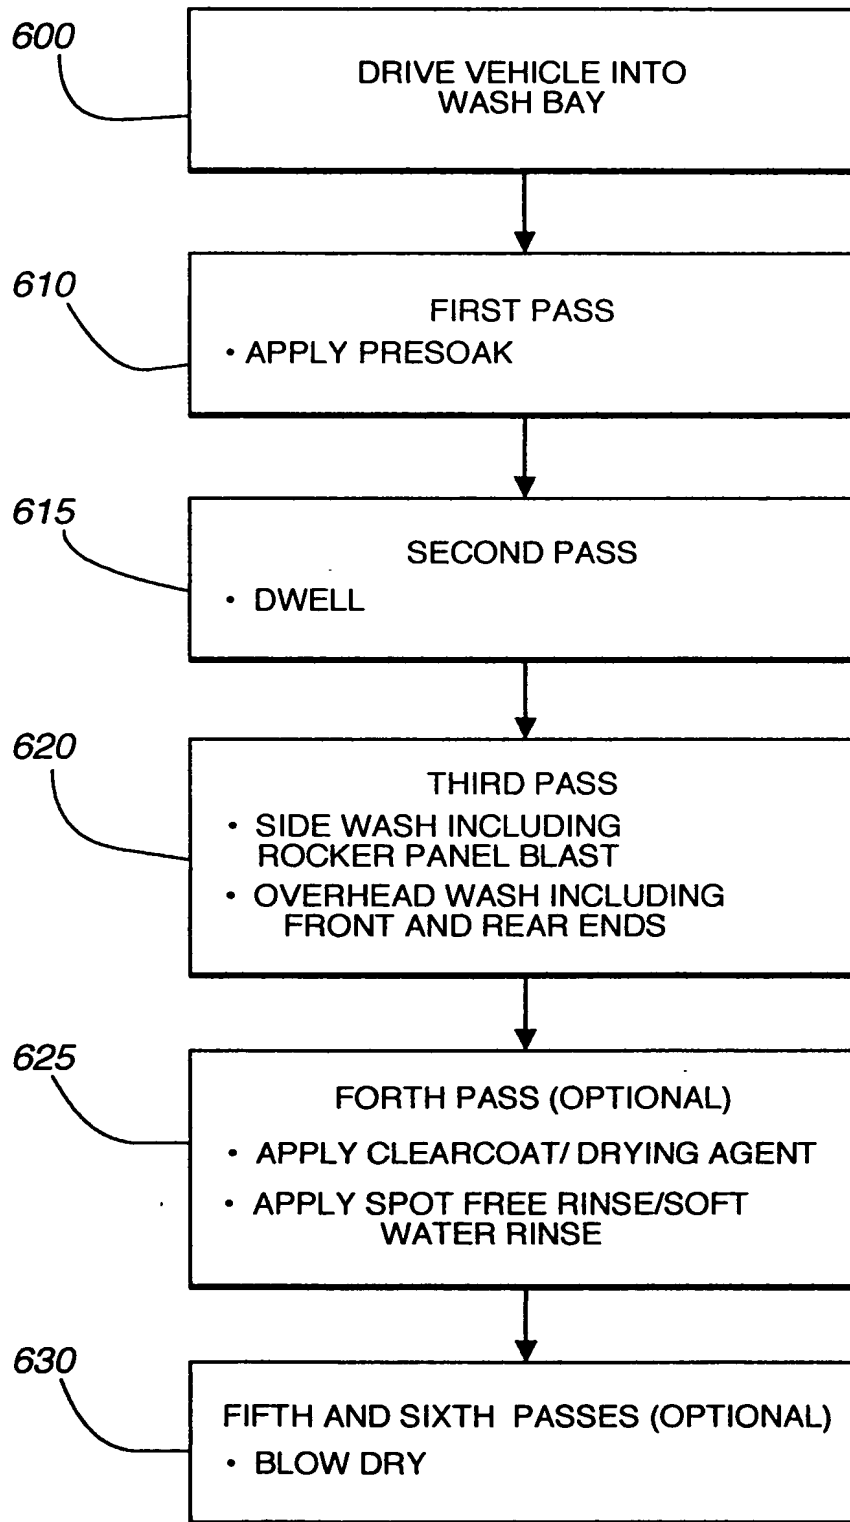 600
DRIVE VEHICLE INTO
WASH BAY
610
FIRST PASS
• APPLY PRESOAK
615
SECOND PASS
• DWELL
620
THIRD PASS
• SIDE WASH INCLUDING
ROCKER PANEL BLAST
• OVERHEAD WASH INCLUDING
FRONT AND REAR ENDS
625
FORTH PASS (OPTIONAL)
• APPLY CLEARCOAT/ DRYING AGENT
• APPLY SPOT FREE RINSE/SOFT
WATER RINSE
630
FIFTH AND SIXTH PASSES (OPTIONAL)
• BLOW DRY